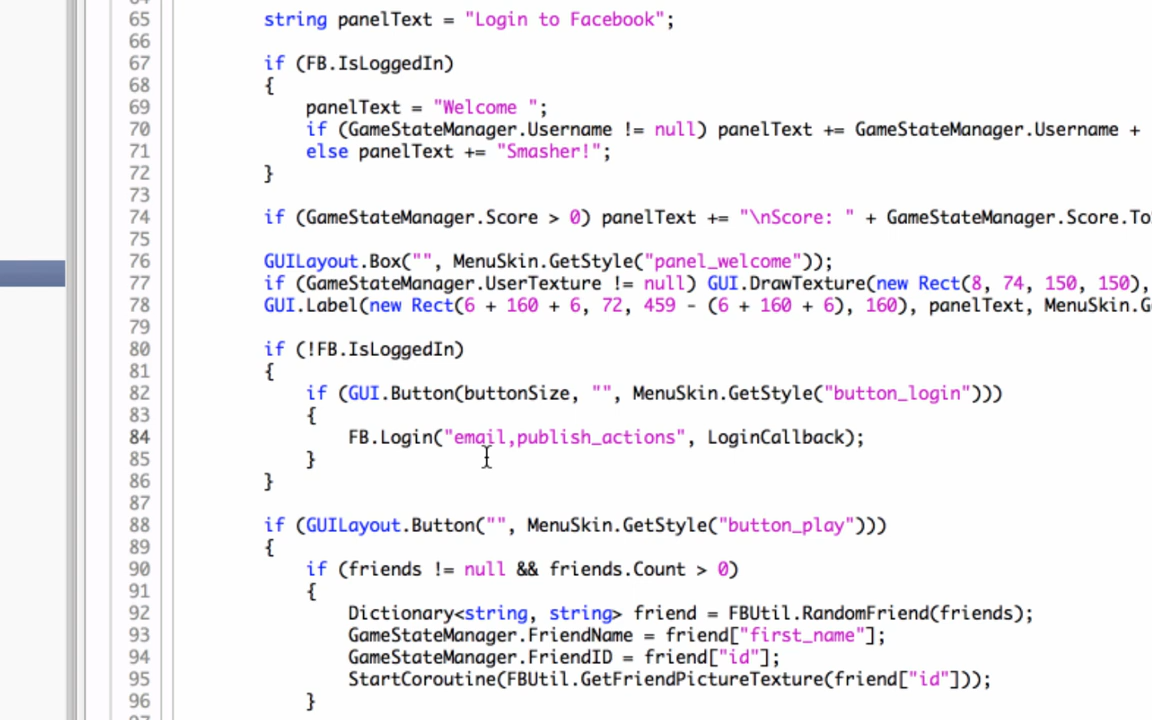 65 string panelText = "Login to Facebook";
66
67 if (FB.IsLoggedIn)
68 {
69 panelText = "Welcome ";
70 if (GameStateManager.Username != null) panelText += GameStateManager.Username +
71 else panelText += "Smasher!";
72 }
73
74 if (GameStateManager.Score > 0) panelText += "\nScore: " + GameStateManager.Score.To
75
76 GUILayout.Box("", MenuSkin.GetStyle("panel_welcome"));
77 if (GameStateManager.UserTexture != null) GUI.DrawTexture(new Rect(8, 74, 150, 150),
78 GUI.Label(new Rect(6 + 160 + 6, 72, 459 - (6 + 160 + 6), 160), panelText, MenuSkin.G
79
80 if (!FB.IsLoggedIn)
81 {
82 if (GUI.Button(buttonSize, "", MenuSkin.GetStyle("button_login")))
83 {
84 FB.Login("email,publish_actions", LoginCallback);
85 }
86 }
87
88 if (GUILayout.Button("", MenuSkin.GetStyle("button_play")))
89 {
90 if (friends != null && friends.Count > 0)
91 {
92 Dictionary<string, string> friend = FBUtil.RandomFriend(friends);
93 GameStateManager.FriendName = friend["first_name"];
94 GameStateManager.FriendID = friend["id"];
95 StartCoroutine(FBUtil.GetFriendPictureTexture(friend["id"]));
96 }